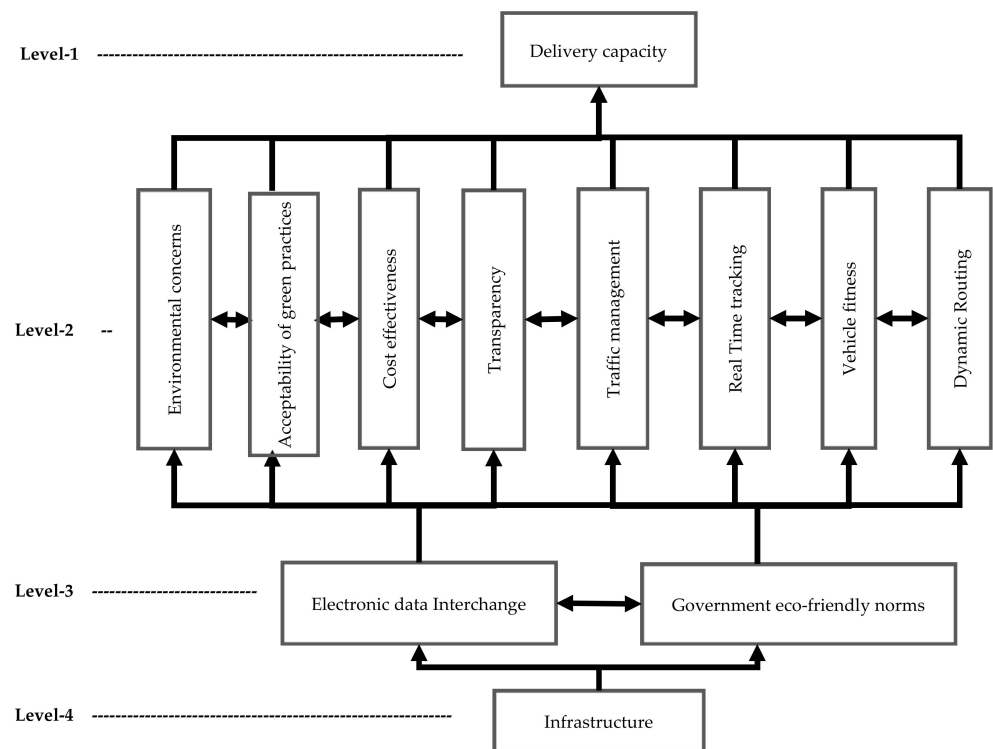 Level-1 Delivery capacity
Level-2
Environmental concerns
Acceptability of green practices
Cost effectiveness
Transparency
Traffic management
Real Time tracking
Vehicle fitness
Dynamic Routing
Level-3 Electronic data Interchange Government eco-friendly norms
Level-4 Infrastructure